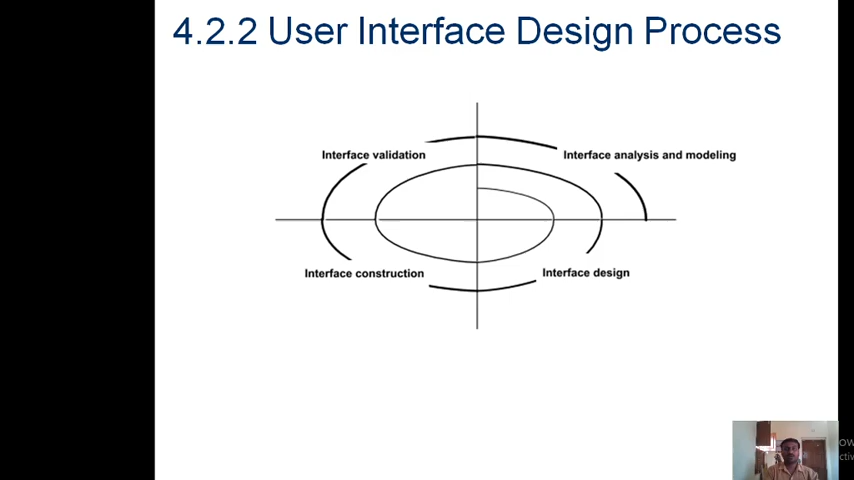 4.2.2 User Interface Design Process
Interface validation
Interface analysis and modeling
Interface construction
Interface design